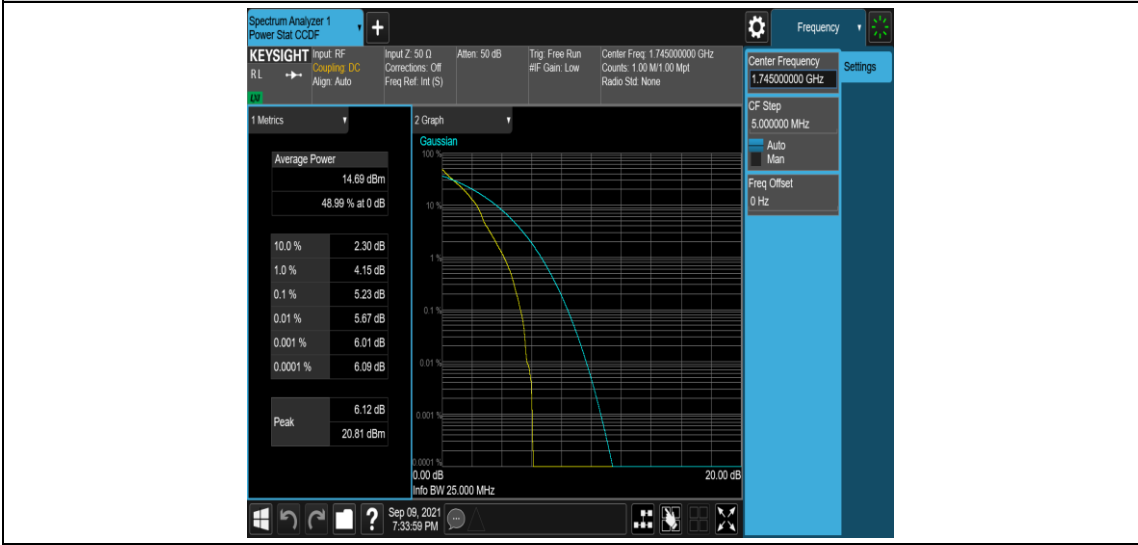 Spectrum Analyzer 1
Power Stat CCDF
+
Frequency
KEYSIGHT
RL
LXI
Input: RF
Coupling: DC
Align: Auto
Input Z: 50 Ω
Corrections: Off
Freq Ref: Int (S)
Atten: 50 dB
Trig: Free Run
#IF Gain: Low
Center Freq: 1.745000000 GHz
Counts: 1.00 M/1.00 Mpt
Radio Std: None
Center Frequency
1.745000000 GHz
Settings
CF Step
5.000000 MHz
Auto
Man
Freq Offset
0 Hz
1 Metrics
Average Power
14.69 dBm
48.99 % at 0 dB
10.0 % 2.30 dB
1.0 % 4.15 dB
0.1 % 5.23 dB
0.01 % 5.67 dB
0.001 % 6.01 dB
0.0001 % 6.09 dB
Peak
6.12 dB
20.81 dBm
2 Graph
Gaussian
100 %
10 %
1 %
0.1 %
0.01 %
0.001 %
0.0001 %
0.00 dB 20.00 dB
Info BW 25.000 MHz
?
Sep 09, 2021
7:33:59 PM